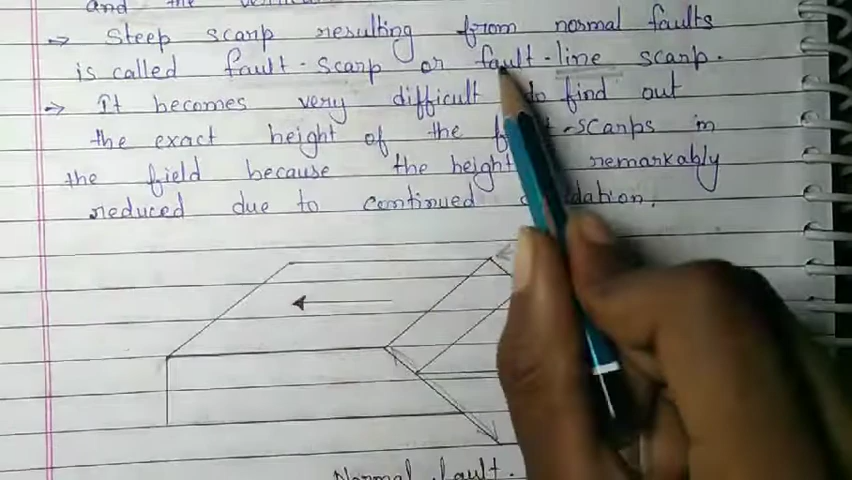 and the
→ Steep scarp resulting from normal faults
is called fault-scarp or fault-line scarp.
→ It becomes very difficult to find out
the exact height of the scarps in
the field because the height remarkably
reduced due to continued
Normal fault.